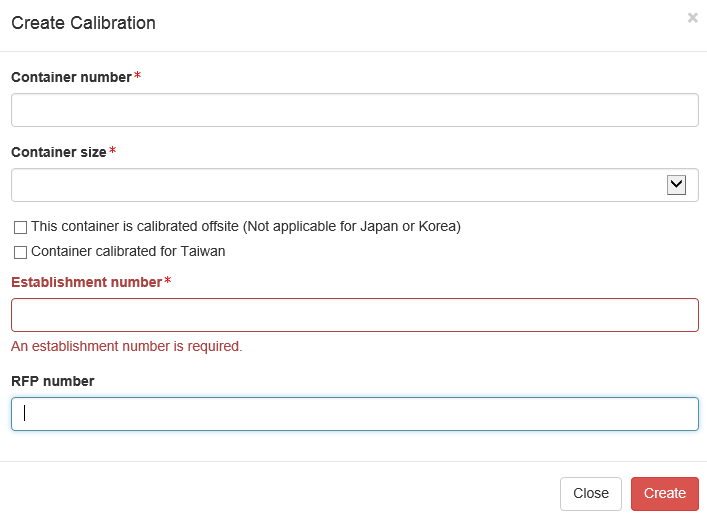 Create Calibration
×
Container number*
Container size*
This container is calibrated offsite (Not applicable for Japan or Korea)
Container calibrated for Taiwan
Establishment number*
An establishment number is required.
RFP number
Close Create